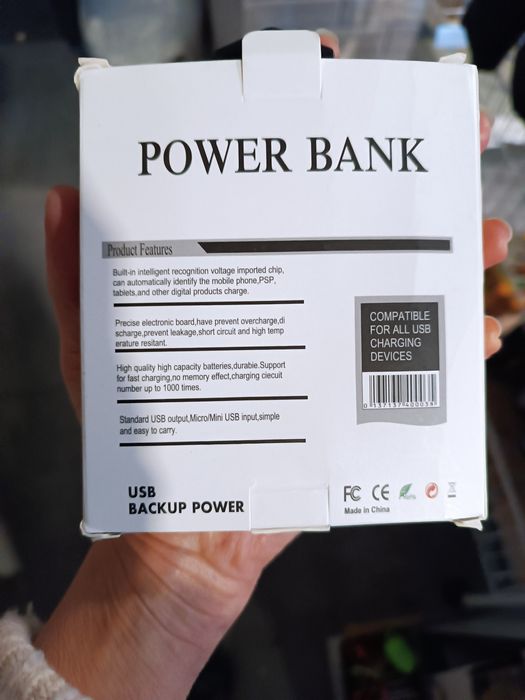 POWER BANK
Product Features
Built-in intelligent recognition voltage imported chip,
can automatically identify the mobile phone,PSP,
tablets,and other digital products charge.
Precise electronic board,have prevent overcharge,di
scharge,prevent leakage,short circuit and high temp
erature resitant.
High quality high capacity batteries,durable.Support
for fast charging,no memory effect,charging ciecuit
number up to 1000 times.
Standard USB output,Micro/Mini USB input,simple
and easy to carry.
COMPATIBLE
FOR ALL USB
CHARGING
DEVICES
0 137137 400038
USB
BACKUP POWER
FC CE RoHS
Made in China